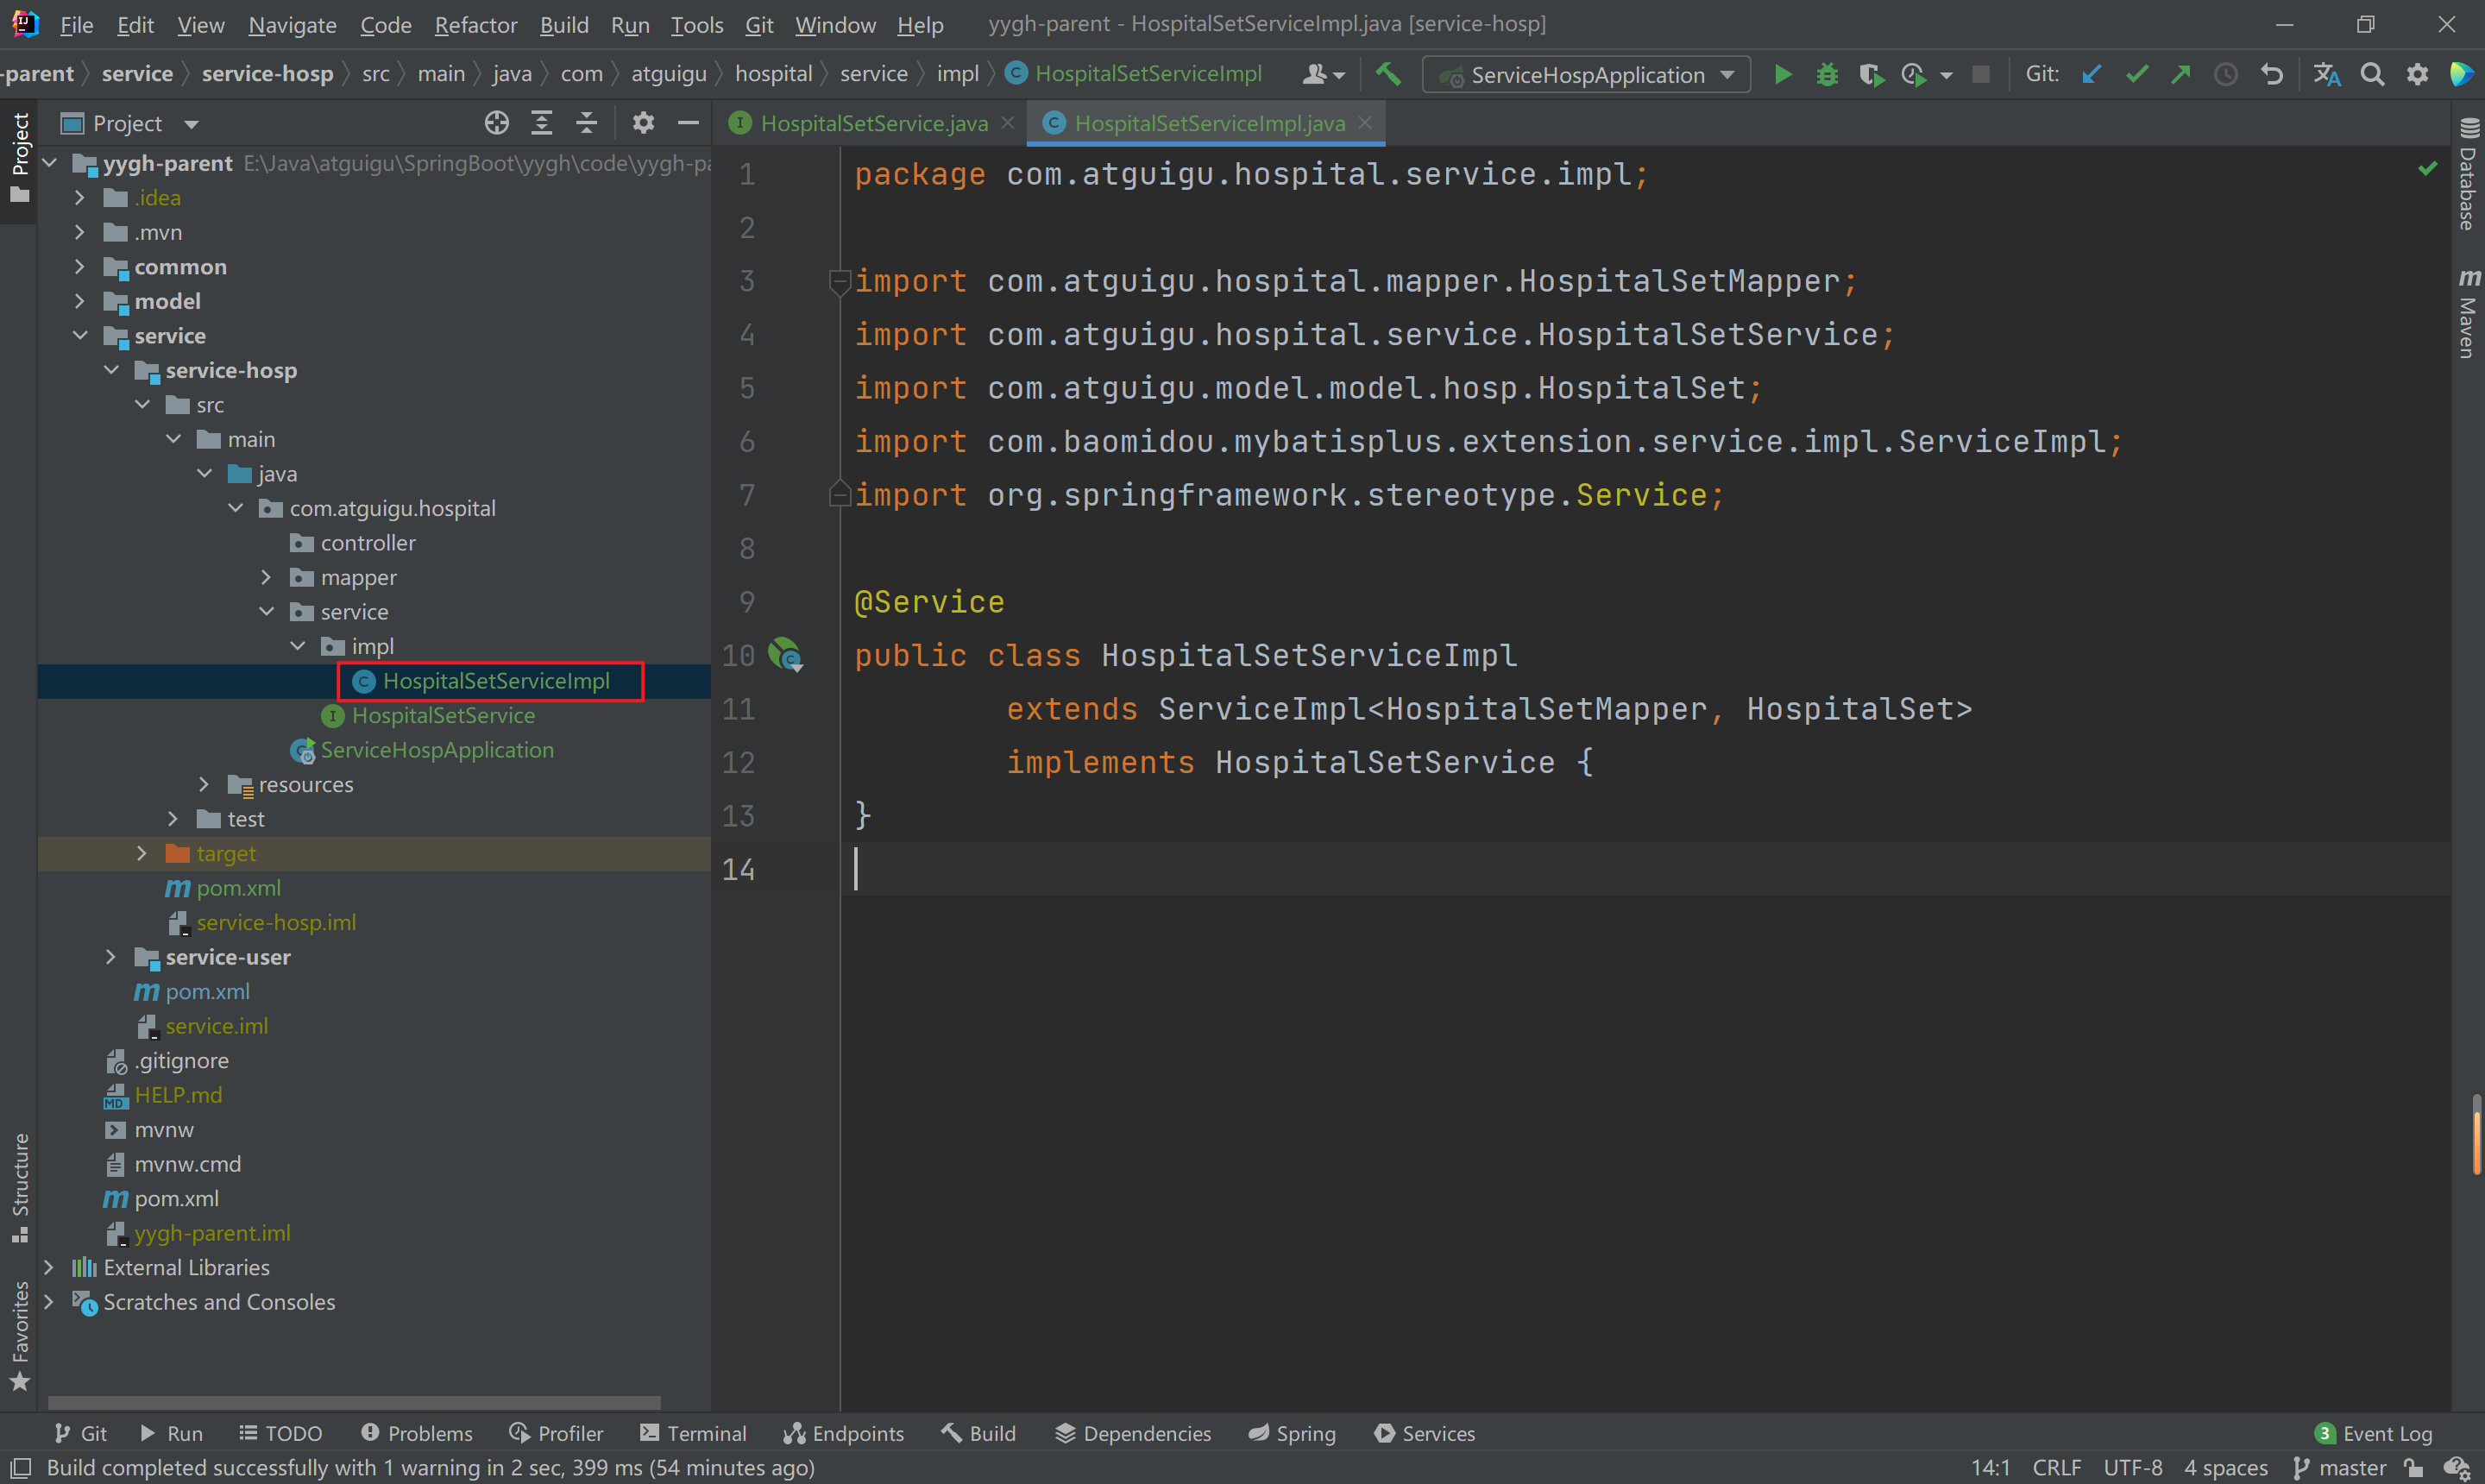 File Edit View Navigate Code Refactor Build Run Tools Git Window Help yygh-parent - HospitalSetServiceImpl.java [service-hosp]
-parent service service-hosp src main java com atguigu hospital service impl HospitalSetServiceImpl ServiceHospApplication Git:
Project
HospitalSetService.java HospitalSetServiceImpl.java
Project
Structure
Favorites
yygh-parent E:\Java\atguigu\SpringBoot\yygh\code\yygh-pa
.idea
.mvn
common
model
service
service-hosp
src
main
java
com.atguigu.hospital
controller
mapper
service
impl
HospitalSetServiceImpl
HospitalSetService
ServiceHospApplication
resources
test
target
pom.xml
service-hosp.iml
service-user
pom.xml
service.iml
.gitignore
HELP.md
mvnw
mvnw.cmd
pom.xml
yygh-parent.iml
External Libraries
Scratches and Consoles
1 package com.atguigu.hospital.service.impl;
2
3 import com.atguigu.hospital.mapper.HospitalSetMapper;
4 import com.atguigu.hospital.service.HospitalSetService;
5 import com.atguigu.model.model.hosp.HospitalSet;
6 import com.baomidou.mybatisplus.extension.service.impl.ServiceImpl;
7 import org.springframework.stereotype.Service;
8
9 @Service
10 public class HospitalSetServiceImpl
11 extends ServiceImpl<HospitalSetMapper, HospitalSet>
12 implements HospitalSetService {
13 }
14
Database
Maven
Git Run TODO Problems Profiler Terminal Endpoints Build Dependencies Spring Services 3 Event Log
Build completed successfully with 1 warning in 2 sec, 399 ms (54 minutes ago) 14:1 CRLF UTF-8 4 spaces master